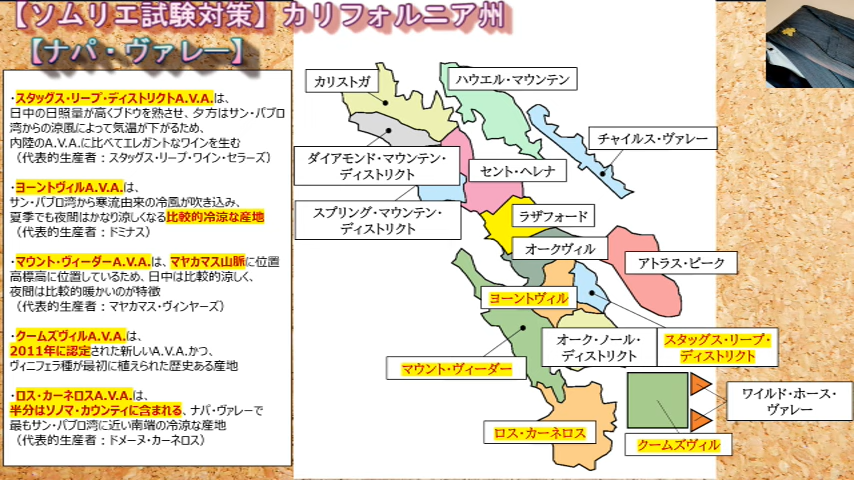 【ソムリエ試験対策】カリフォルニア州
【ナパ・ヴァレー】
・スタッグス・リープ・ディストリクトA.V.A.は、
日中の日照量が高くブドウを熟させ、夕方はサン・パブロ
湾からの涼風によって気温が下がるため、
内陸のA.V.A.に比べてエレガントなワインを生む
（代表的生産者：スタッグス・リープ・ワイン・セラーズ）
・ヨーントヴィルA.V.A.は、
サン・パブロ湾から寒流由来の冷風が吹き込み、
夏季でも夜間はかなり涼しくなる比較的冷涼な産地
（代表的生産者：ドミナス）
・マウント・ヴィーダーA.V.A.は、マヤカマス山脈に位置
高標高に位置しているため、日中は比較的涼しく、
夜間は比較的暖かいのが特徴
（代表的生産者：マヤカマス・ヴィンヤーズ）
・クームズヴィルA.V.A.は、
2011年に認定された新しいA.V.A.かつ、
ヴィニフェラ種が最初に植えられた歴史ある産地
・ロス・カーネロスA.V.A.は、
半分はソノマ・カウンティに含まれる、ナパ・ヴァレーで
最もサン・パブロ湾に近い南端の冷涼な産地
（代表的生産者：ドメーヌ・カーネロス）
カリストガ
ハウエル・マウンテン
チャイルス・ヴァレー
ダイアモンド・マウンテン・
ディストリクト
セント・ヘレナ
スプリング・マウンテン・
ディストリクト
ラザフォード
オークヴィル
アトラス・ピーク
ヨーントヴィル
スタッグス・リープ・
ディストリクト
オーク・ノール・
ディストリクト
マウント・ヴィーダー
ワイルド・ホース・
ヴァレー
ロス・カーネロス
クームズヴィル